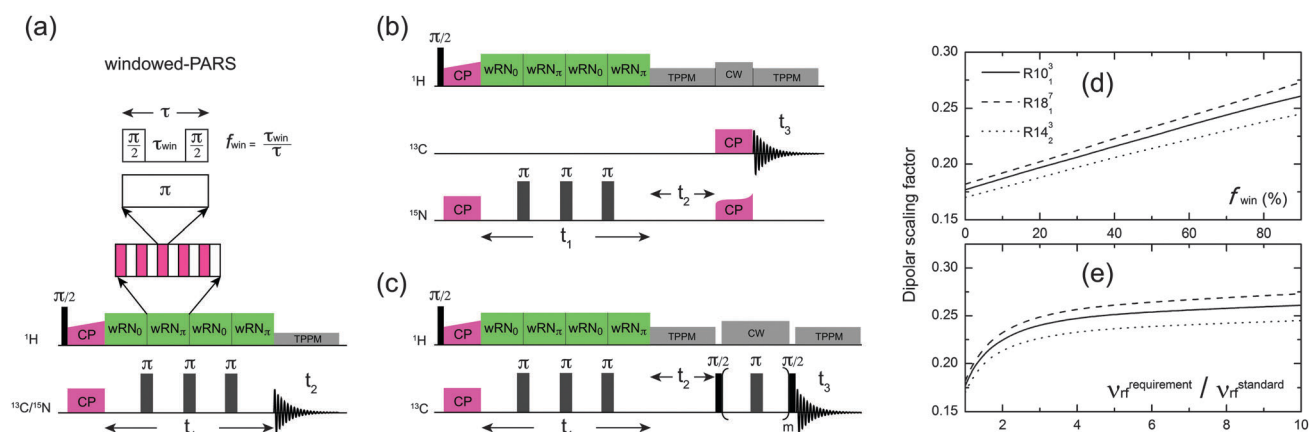 (a)
windowed-PARS
τ
π/2 τwin π/2 fwin = τwin/τ
π
π/2
CP wRN₀ wRNπ wRN₀ wRNπ TPPM
¹H
π π π
CP t₂
¹³C/¹⁵N
t₁
(b)
π/2
CP wRN₀ wRNπ wRN₀ wRNπ TPPM CW TPPM
¹H
t₃
CP
¹³C
π π π
CP t₂ CP
¹⁵N
t₁
(c)
π/2
CP wRN₀ wRNπ wRN₀ wRNπ TPPM CW TPPM
¹H
π π π π/2 π π/2
CP t₂ t₃
¹³C
m
t₁
Dipolar scaling factor
0.30
0.25
0.20
0.15
R10₁³
R18₁⁷
R14₂³
(d)
fwin (%)
0 20 40 60 80 100
0.30
0.25
0.20
0.15
(e)
νrf^requirement / νrf^standard
2 4 6 8 10